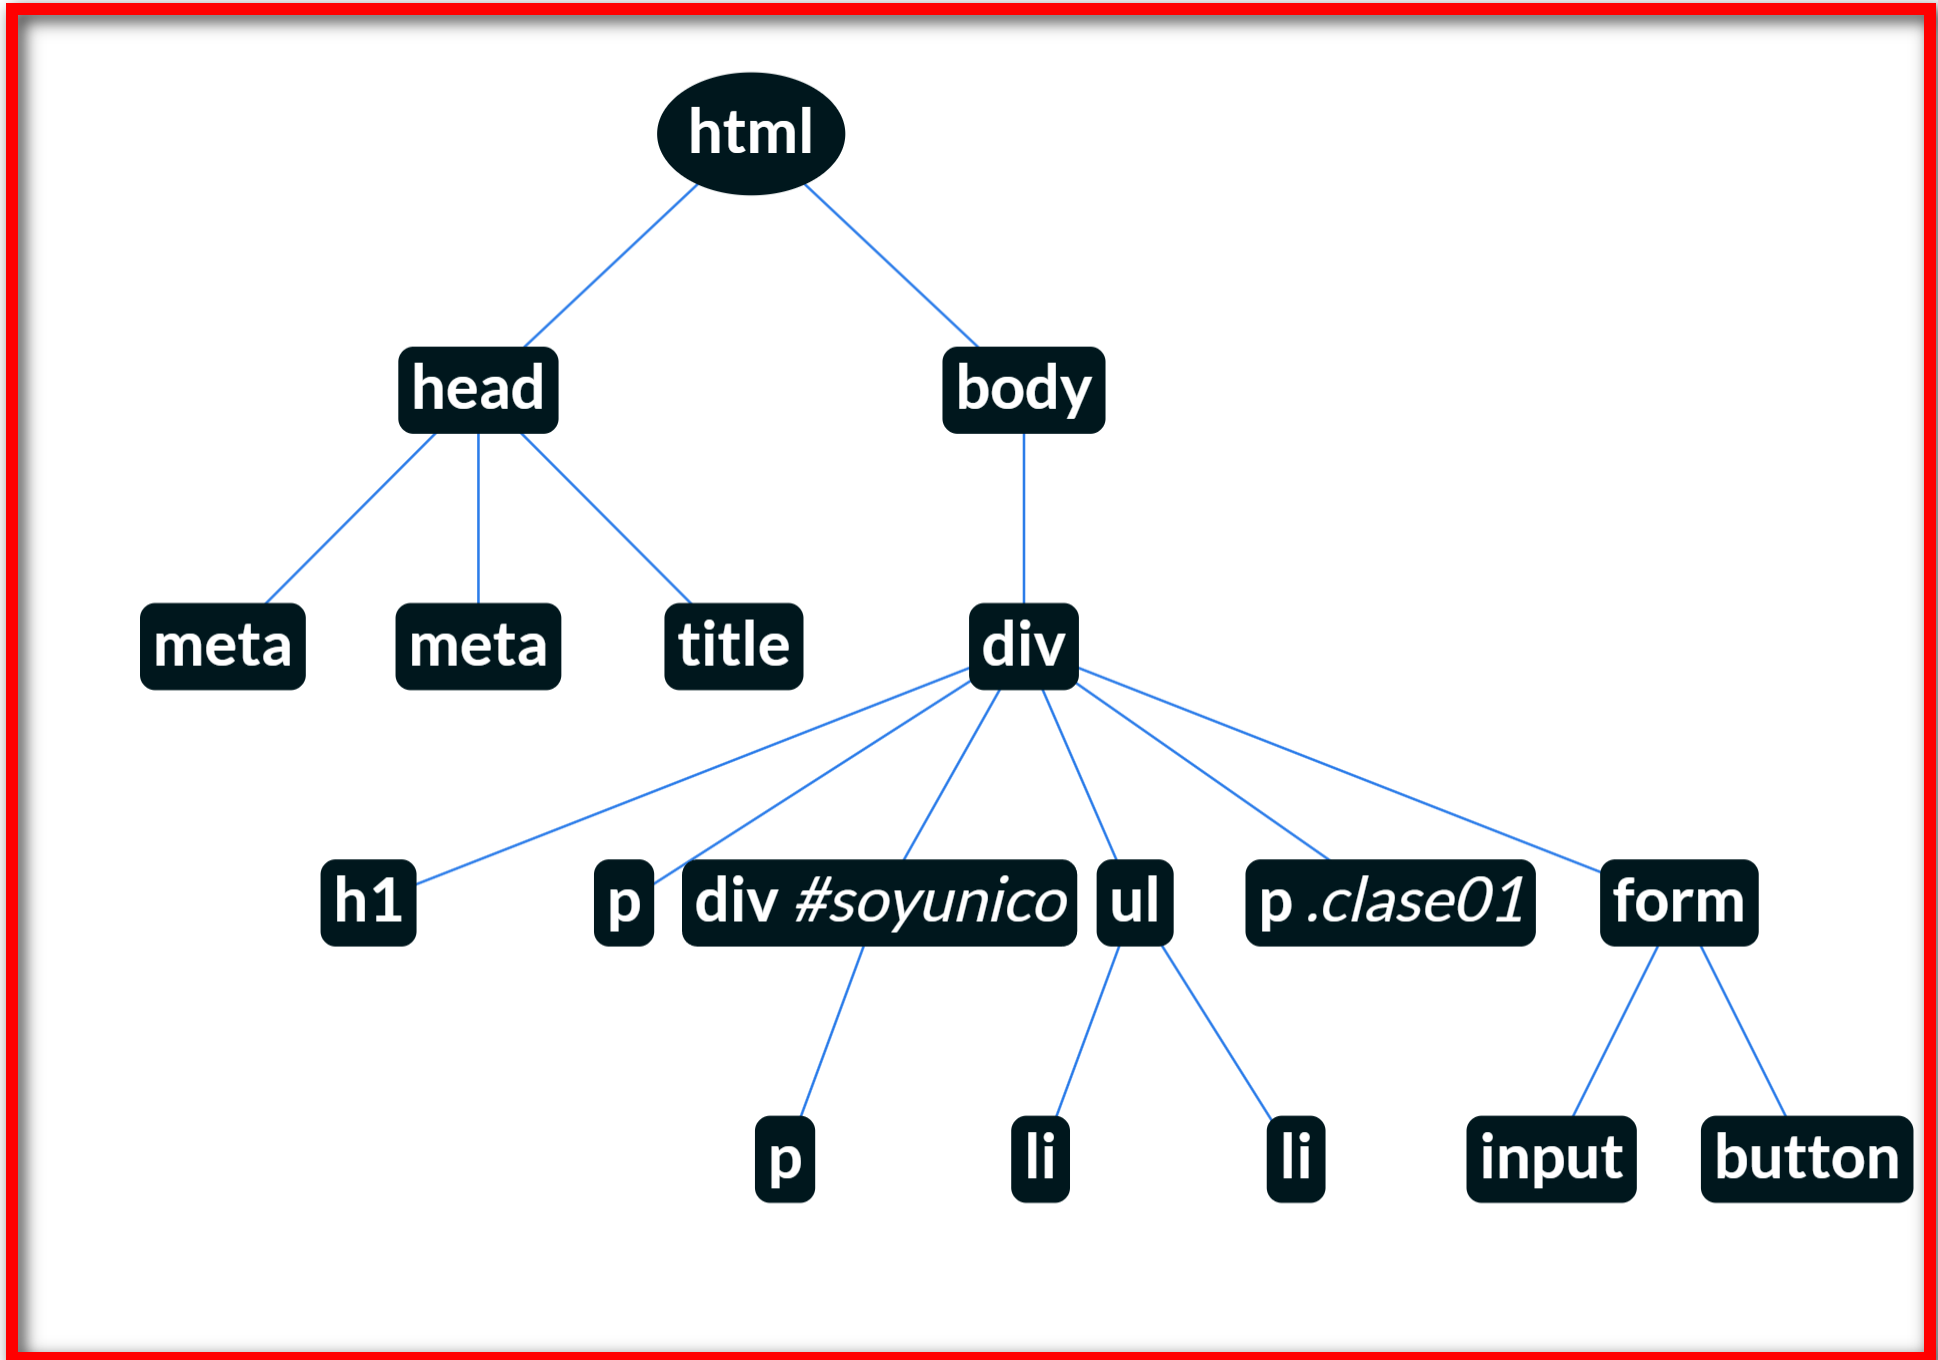 html
head
body
meta
meta
title
div
h1
p
div #soyunico
ul
p .clase01
form
p
li
li
input
button